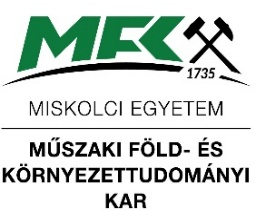 MFK
1735
MISKOLCI EGYETEM
MŰSZAKI FÖLD- ÉS
KÖRNYEZETTUDOMÁNYI
KAR